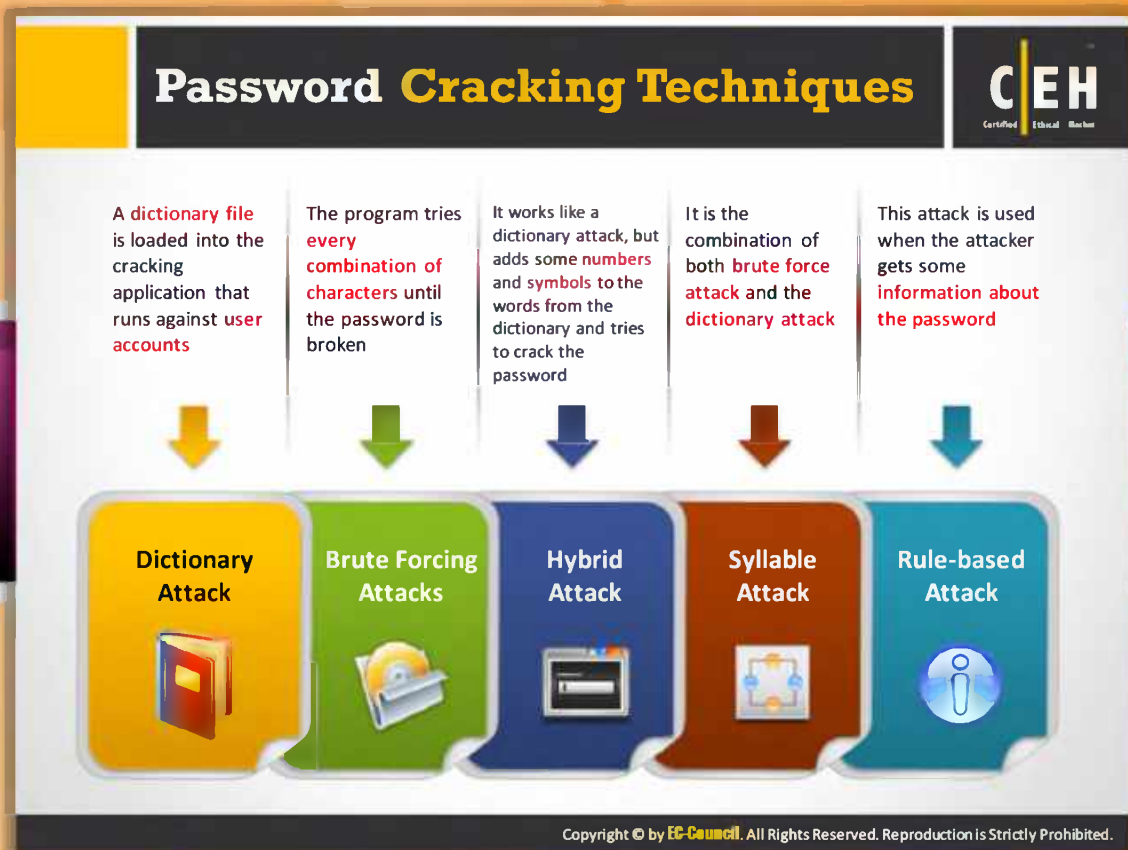 Password Cracking Techniques
C|EH
Certified Ethical Hacker
A dictionary file
is loaded into the
cracking
application that
runs against user
accounts
The program tries
every
combination of
characters until
the password is
broken
It works like a
dictionary attack, but
adds some numbers
and symbols to the
words from the
dictionary and tries
to crack the
password
It is the
combination of
both brute force
attack and the
dictionary attack
This attack is used
when the attacker
gets some
information about
the password
Dictionary
Attack
Brute Forcing
Attacks
Hybrid
Attack
Syllable
Attack
Rule-based
Attack
Copyright © by EC-Council. All Rights Reserved. Reproduction is Strictly Prohibited.